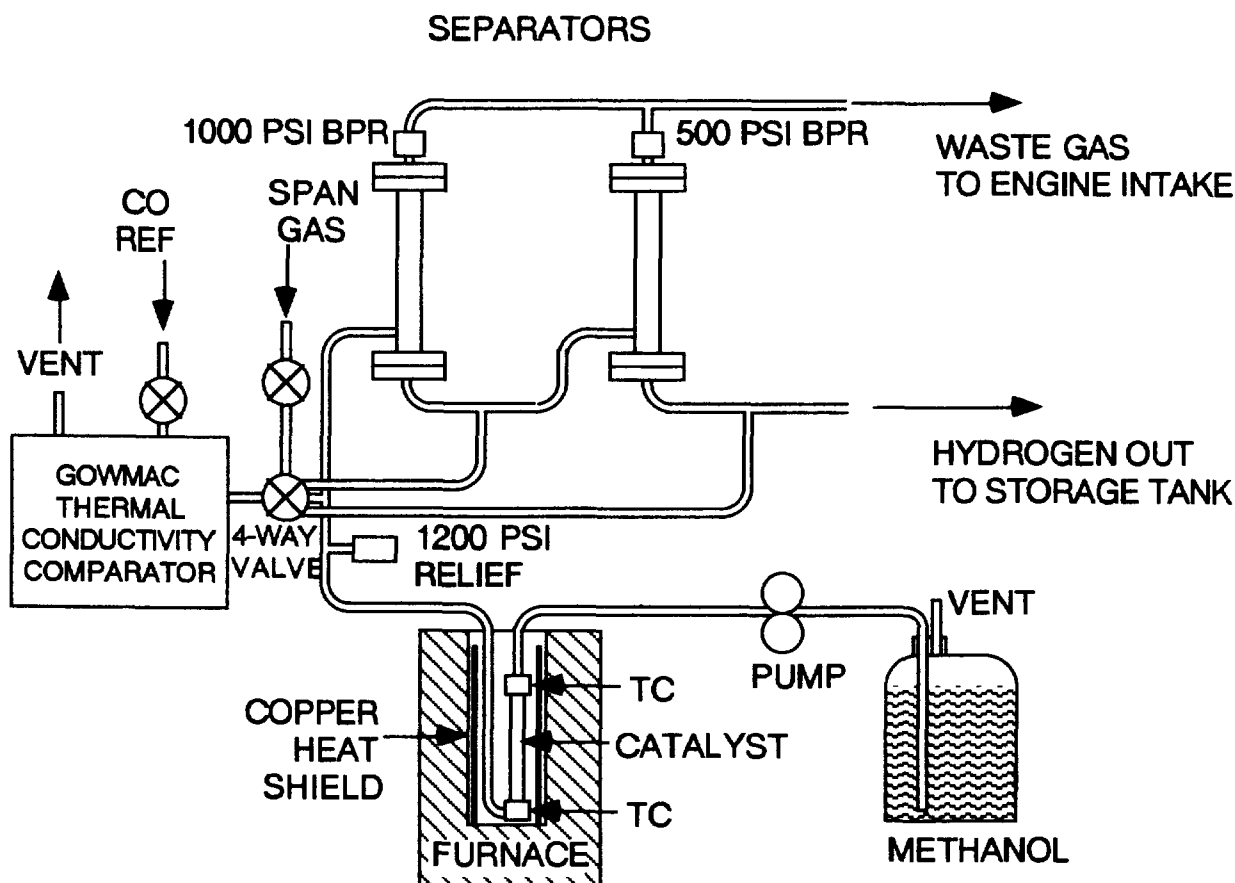 SEPARATORS
1000 PSI BPR
500 PSI BPR
WASTE GAS
TO ENGINE INTAKE
CO
REF
SPAN
GAS
VENT
HYDROGEN OUT
TO STORAGE TANK
GOWMAC
THERMAL
CONDUCTIVITY
COMPARATOR
4-WAY
VALVE
1200 PSI
RELIEF
VENT
PUMP
TC
COPPER
HEAT
SHIELD
CATALYST
TC
FURNACE
METHANOL